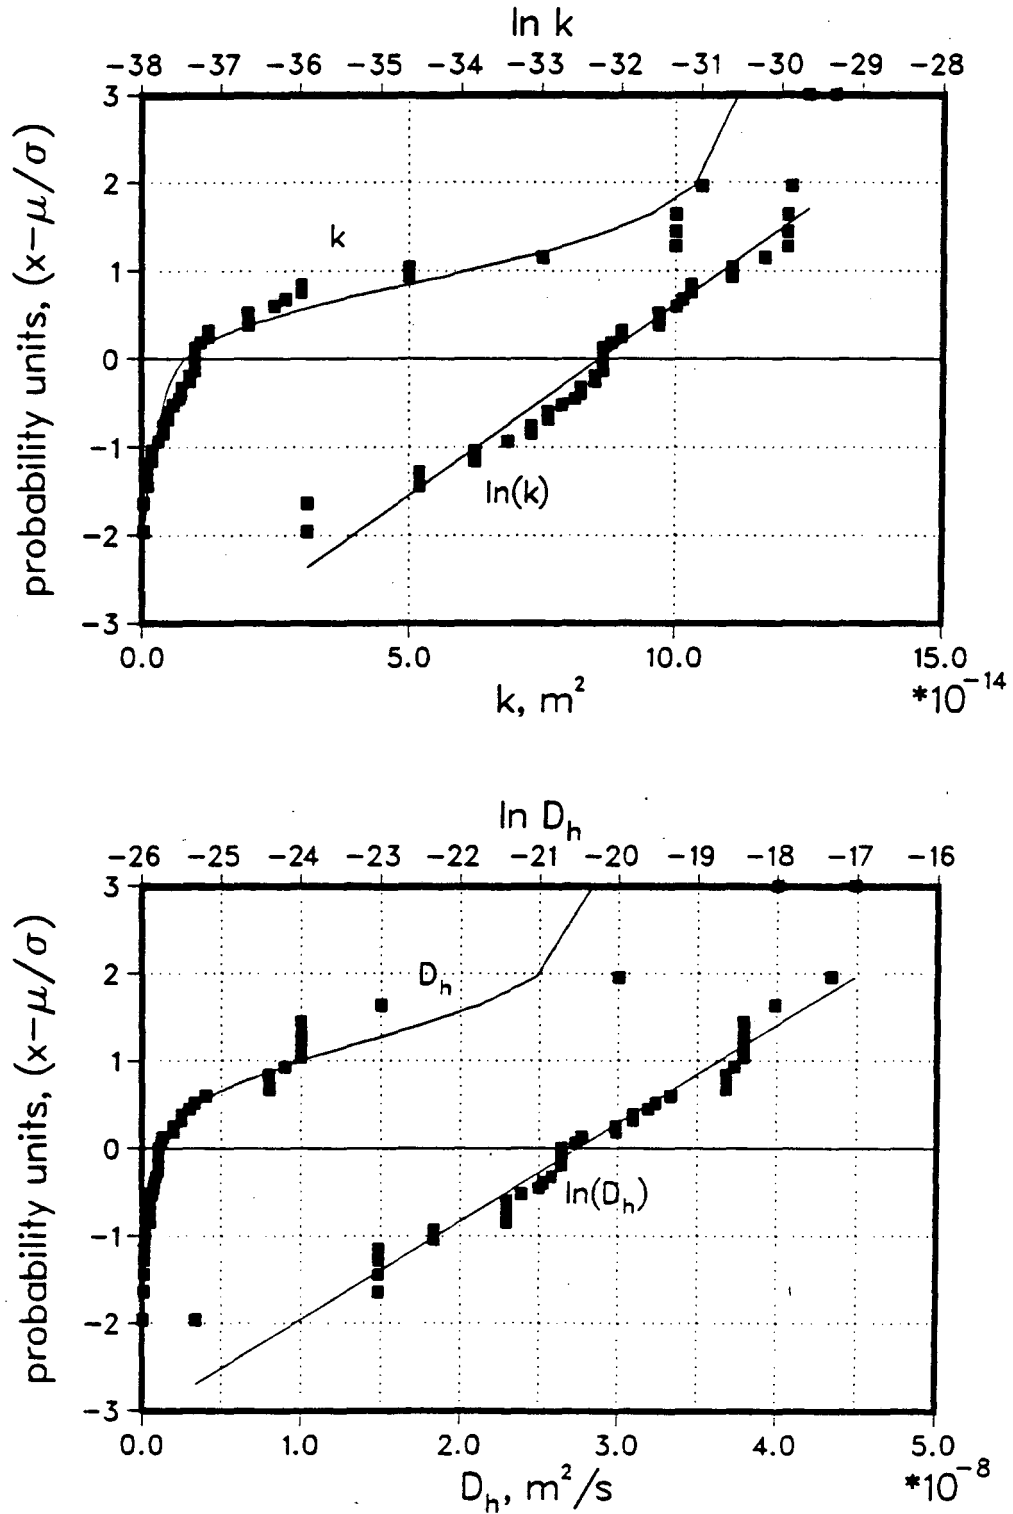 ln k
-38 -37 -36 -35 -34 -33 -32 -31 -30 -29 -28
3
2
1
0
-1
-2
-3
probability units, (x-μ/σ)
k
ln(k)
0.0 5.0 10.0 15.0
k, m²
*10⁻¹⁴
ln Dₕ
-26 -25 -24 -23 -22 -21 -20 -19 -18 -17 -16
3
2
1
0
-1
-2
-3
probability units, (x-μ/σ)
Dₕ
ln(Dₕ)
0.0 1.0 2.0 3.0 4.0 5.0
Dₕ, m²/s
*10⁻⁸